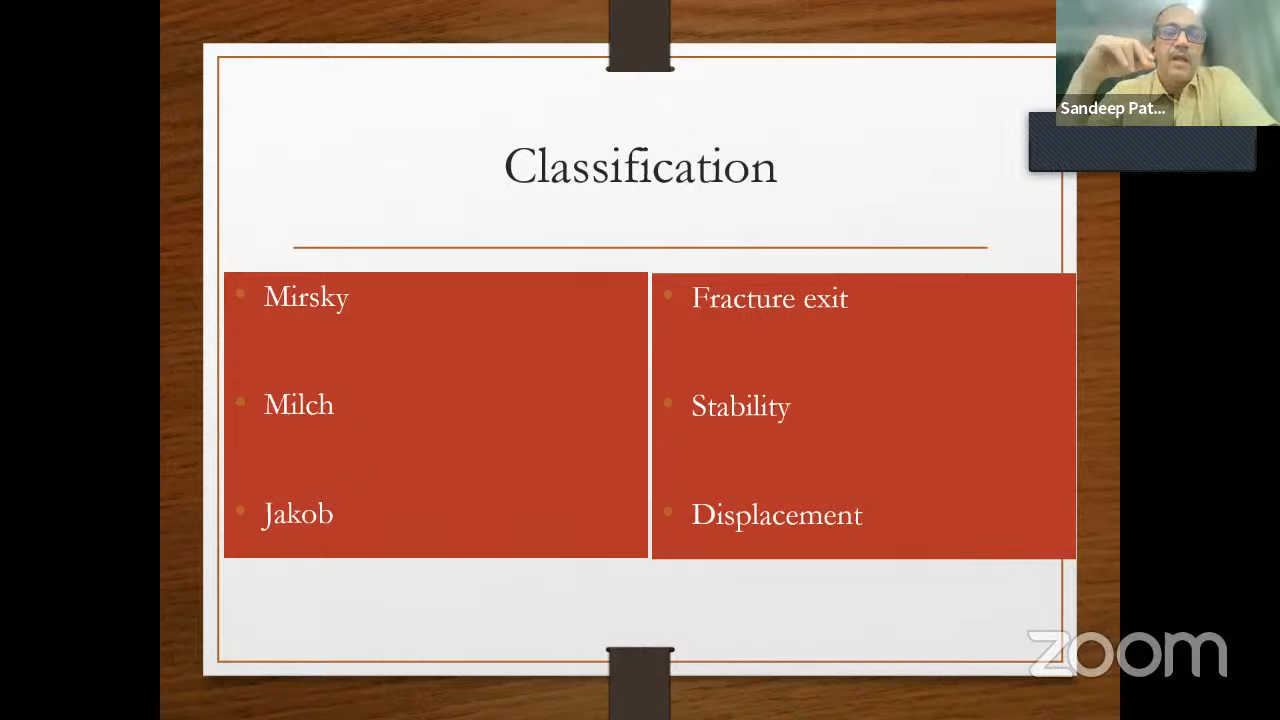 Classification
Mirsky
Milch
Jakob
Fracture exit
Stability
Displacement
Sandeep Pat...
zoom